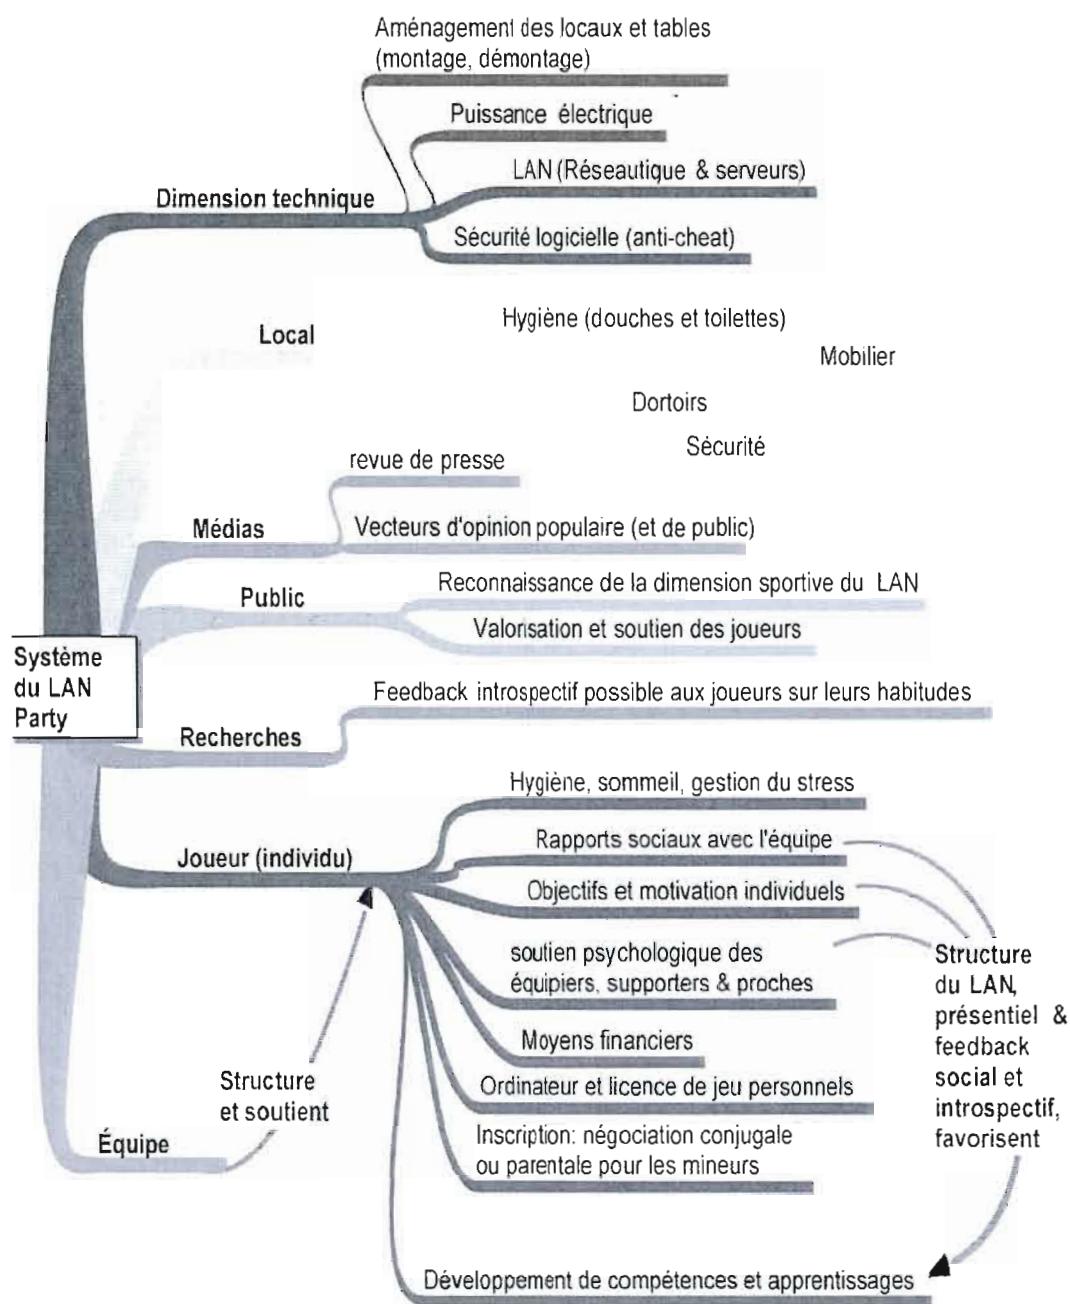 Aménagement des locaux et tables
(montage, démontage)
Puissance électrique
LAN (Réseautique & serveurs)
Dimension technique
Sécurité logicielle (anti-cheat)
Hygiène (douches et toilettes)
Local
Mobilier
Dortoirs
Sécurité
revue de presse
Médias
Vecteurs d'opinion populaire (et de public)
Reconnaissance de la dimension sportive du LAN
Public
Valorisation et soutien des joueurs
Système
du LAN
Party
Feedback introspectif possible aux joueurs sur leurs habitudes
Recherches
Hygiène, sommeil, gestion du stress
Rapports sociaux avec l'équipe
Joueur (individu)
Objectifs et motivation individuels
soutien psychologique des
équipiers, supporters & proches
Structure
du LAN,
présentiel &
feedback
social et
introspectif,
favorisent
Moyens financiers
Ordinateur et licence de jeu personnels
Structure
et soutient
Inscription: négociation conjugale
ou parentale pour les mineurs
Équipe
Développement de compétences et apprentissages